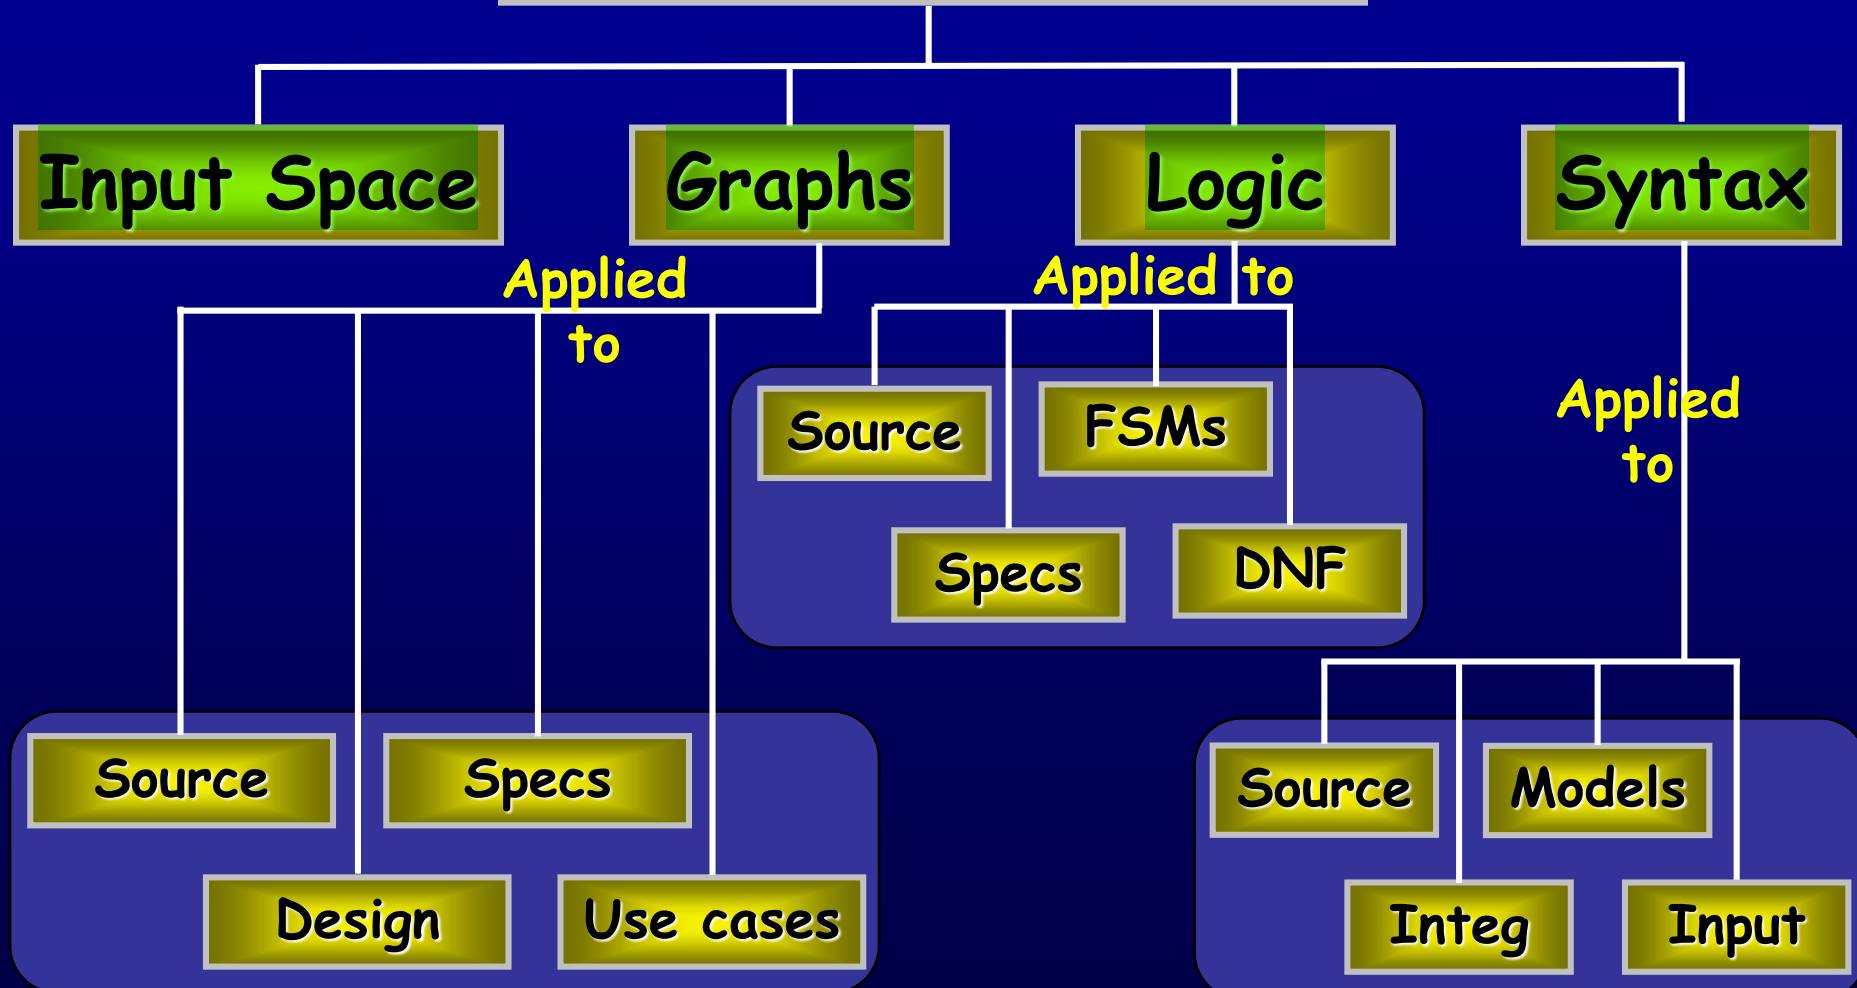 Input Space
Graphs
Logic
Syntax
Applied
to
Applied to
Applied
to
Source
FSMs
Specs
DNF
Source
Specs
Design
Use cases
Source
Models
Integ
Input